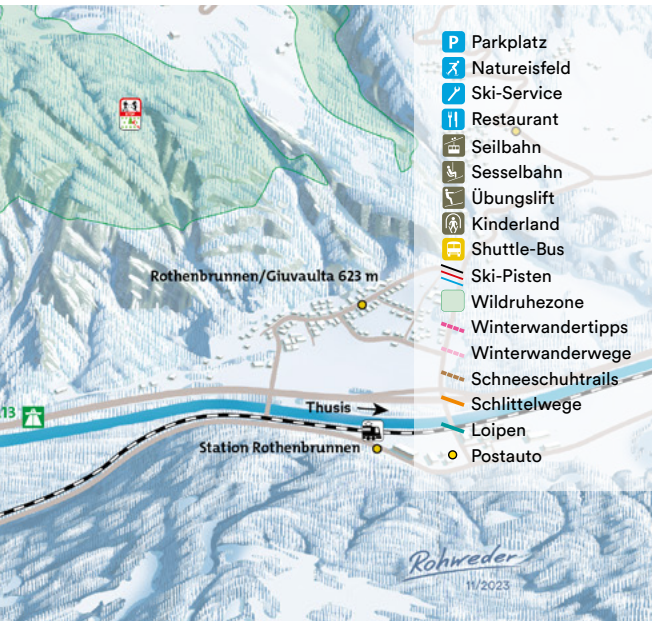 P Parkplatz
Natureisfeld
Ski-Service
Restaurant
Seilbahn
Sesselbahn
Übungslift
Kinderland
Shuttle-Bus
Ski-Pisten
Wildruhezone
Winterwandertipps
Winterwanderwege
Schneeschuhtrails
Schlittelwege
Loipen
Postauto
Rothenbrunnen/Giuvaulta 623 m
13
Thusis
Station Rothenbrunnen
Rohweder
11/2023